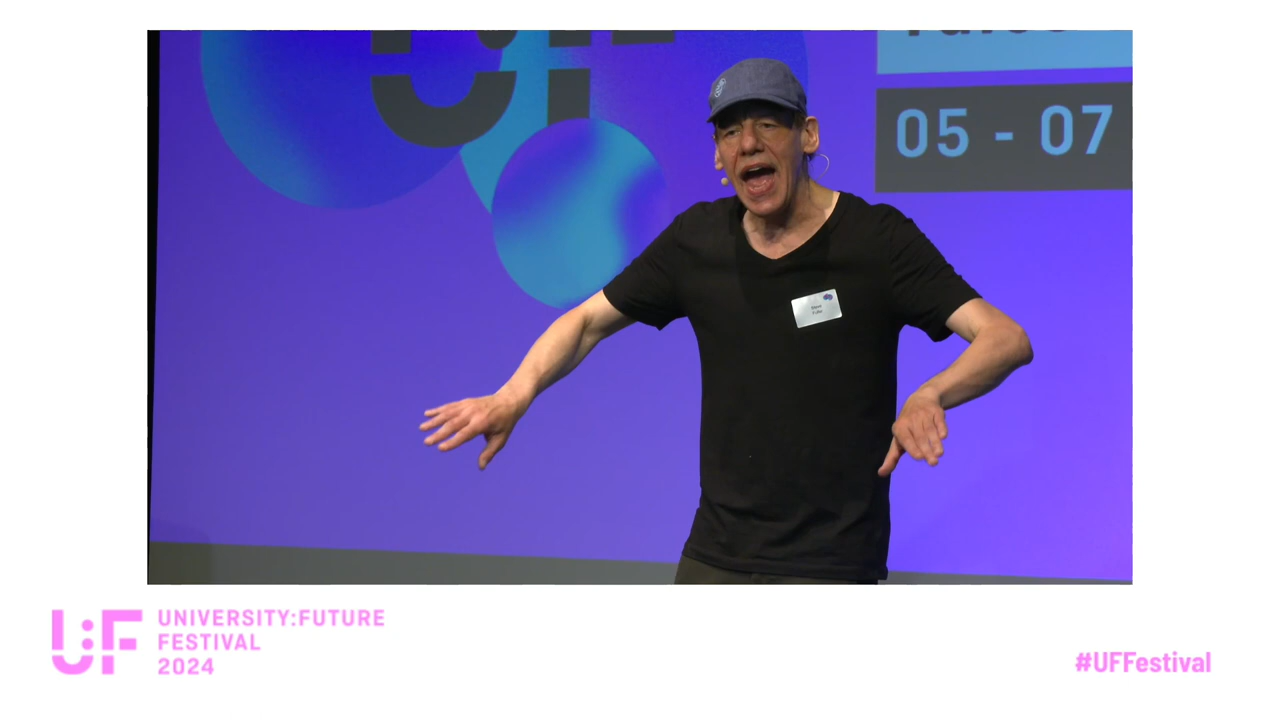 05 - 07
UNIVERSITY:FUTURE
FESTIVAL
2024
U:F
#UFFestival